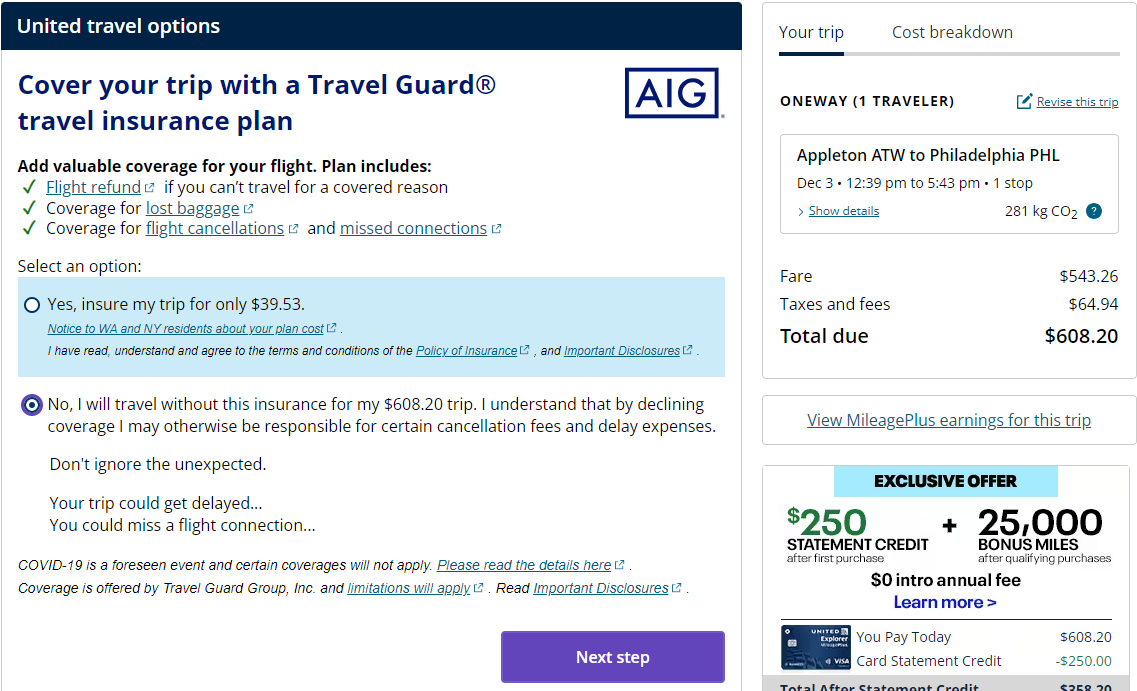 United travel options
Cover your trip with a Travel Guard®
travel insurance plan
AIG
Add valuable coverage for your flight. Plan includes:
Flight refund if you can't travel for a covered reason
Coverage for lost baggage
Coverage for flight cancellations and missed connections
Select an option:
Yes, insure my trip for only $39.53.
Notice to WA and NY residents about your plan cost .
I have read, understand and agree to the terms and conditions of the Policy of Insurance , and Important Disclosures .
No, I will travel without this insurance for my $608.20 trip. I understand that by declining
coverage I may otherwise be responsible for certain cancellation fees and delay expenses.
Don't ignore the unexpected.
Your trip could get delayed...
You could miss a flight connection...
COVID-19 is a foreseen event and certain coverages will not apply. Please read the details here .
Coverage is offered by Travel Guard Group, Inc. and limitations will apply . Read Important Disclosures .
Next step
Your trip Cost breakdown
ONEWAY (1 TRAVELER) Revise this trip
Appleton ATW to Philadelphia PHL
Dec 3 • 12:39 pm to 5:43 pm • 1 stop
> Show details 281 kg CO2 ?
Fare $543.26
Taxes and fees $64.94
Total due $608.20
View MileagePlus earnings for this trip
EXCLUSIVE OFFER
$250 + 25,000
STATEMENT CREDIT BONUS MILES
after first purchase after qualifying purchases
$0 intro annual fee
Learn more >
UNITED
Explorer
MileagePlus
VISA
You Pay Today $608.20
Card Statement Credit -$250.00
Total After Statement Credit $358.20